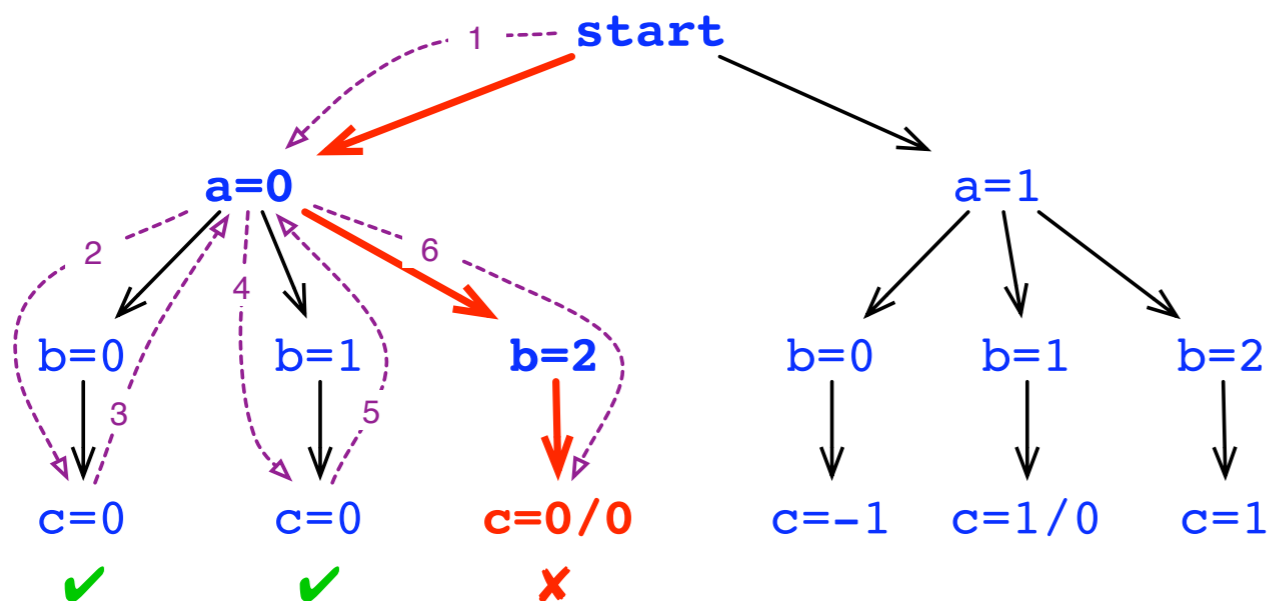 start
1
a=0
a=1
2
6
4
b=0
b=1
b=2
b=0
b=1
b=2
3
5
c=0
c=0
c=0/0
c=-1
c=1/0
c=1
✔
✔
✘